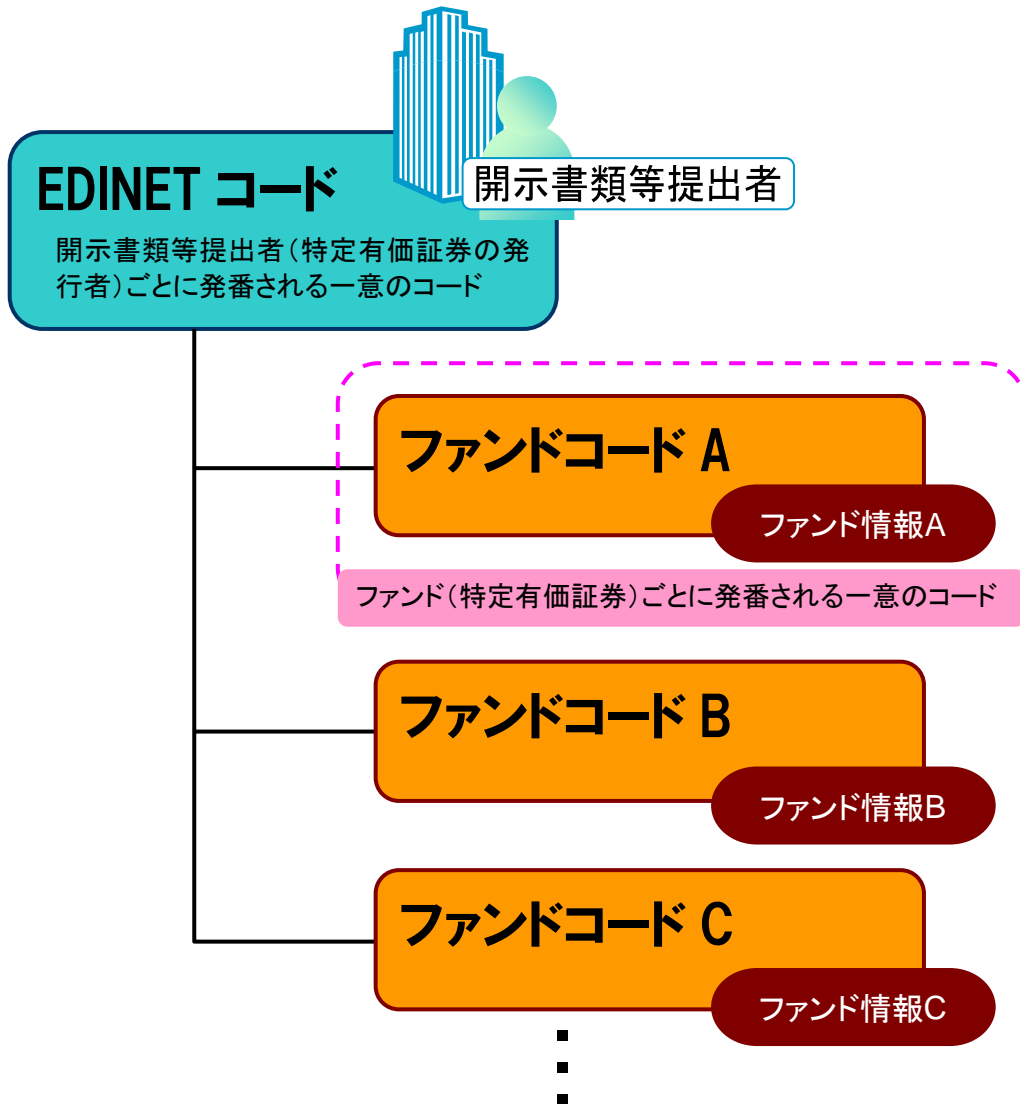 EDINET コード
開示書類等提出者
開示書類等提出者(特定有価証券の発
行者)ごとに発番される一意のコード
ファンドコード A
ファンド情報A
ファンド(特定有価証券)ごとに発番される一意のコード
ファンドコード B
ファンド情報B
ファンドコード C
ファンド情報C